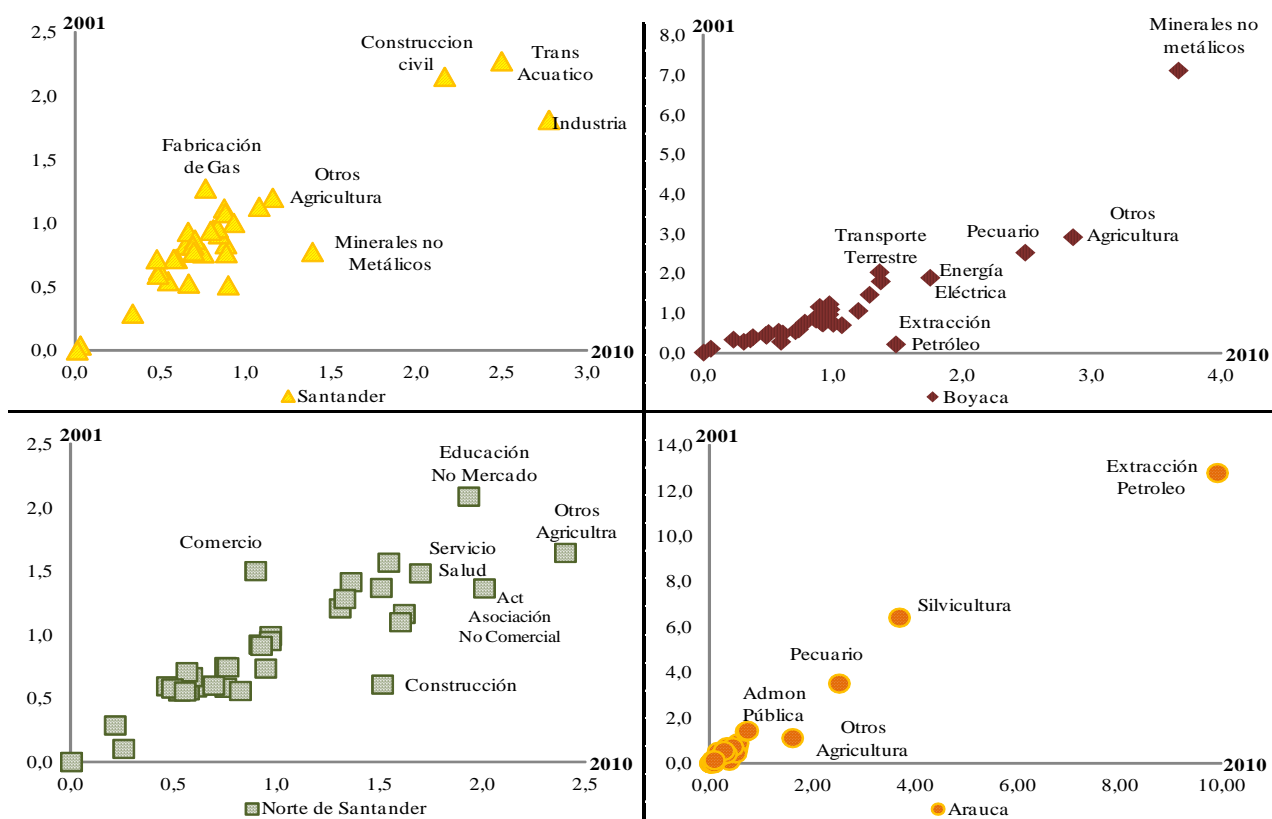 2001
2,5
2,0
1,5
1,0
0,5
0,0
Construccion
civil
Trans
Acuatico
Industria
Fabricación
de Gas
Otros
Agricultura
Minerales no
Metálicos
2010
0,0 0,5 1,0 1,5 2,0 2,5 3,0
Santander
2001
8,0
7,0
6,0
5,0
4,0
3,0
2,0
1,0
0,0
Minerales no
metálicos
Otros
Agricultura
Pecuario
Transporte
Terrestre
Energía
Eléctrica
Extracción
Petróleo
2010
0,0 1,0 2,0 3,0 4,0
Boyaca
2001
2,5
2,0
1,5
1,0
0,5
0,0
Educación
No Mercado
Otros
Agricultra
Comercio
Servicio
Salud
Act
Asociación
No Comercial
Construcción
2010
0,0 0,5 1,0 1,5 2,0 2,5
Norte de Santander
2001
14,0
12,0
10,0
8,0
6,0
4,0
2,0
0,0
Extracción
Petroleo
Silvicultura
Pecuario
Admon
Pública
Otros
Agricultura
2010
0,00 2,00 4,00 6,00 8,00 10,00
Arauca